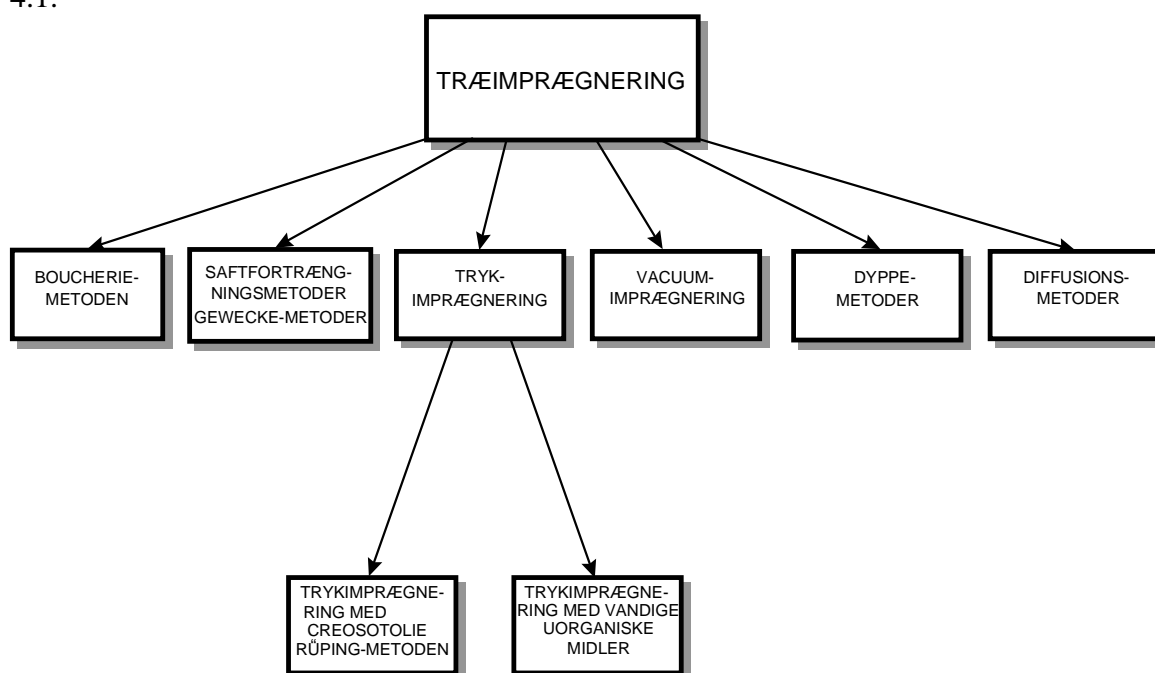 4.1.
TRÆIMPRÆGNERING
BOUCHERIE-
METODEN
SAFTFORTRÆNG-
NINGSMETODER
GEWECKE-METODER
TRYK-
IMPRÆGNERING
VACUUM-
IMPRÆGNERING
DYPPE-
METODER
DIFFUSIONS-
METODER
TRYKIMPRÆGNE-
RING MED
CREOSOTOLIE
RÜPING-METODEN
TRYKIMPRÆGNE-
RING MED VANDIGE
UORGANISKE
MIDLER